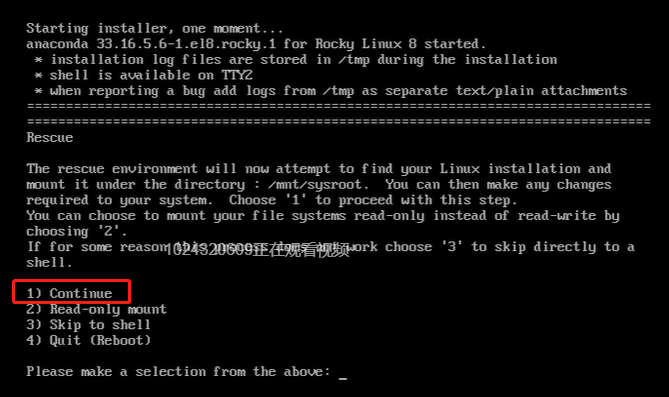 Starting installer, one moment...
anaconda 33.16.5.6-1.el8.rocky.1 for Rocky Linux 8 started.
* installation log files are stored in /tmp during the installation
* shell is available on TTY2
* when reporting a bug add logs from /tmp as separate text/plain attachments
================================================================================
================================================================================
Rescue
The rescue environment will now attempt to find your Linux installation and
mount it under the directory : /mnt/sysroot. You can then make any changes
required to your system. Choose '1' to proceed with this step.
You can choose to mount your file systems read-only instead of read-write by
choosing '2'.
If for some reason this process does not work choose '3' to skip directly to a
shell.
1024320609正在观看视频
1) Continue
2) Read-only mount
3) Skip to shell
4) Quit (Reboot)
Please make a selection from the above: _